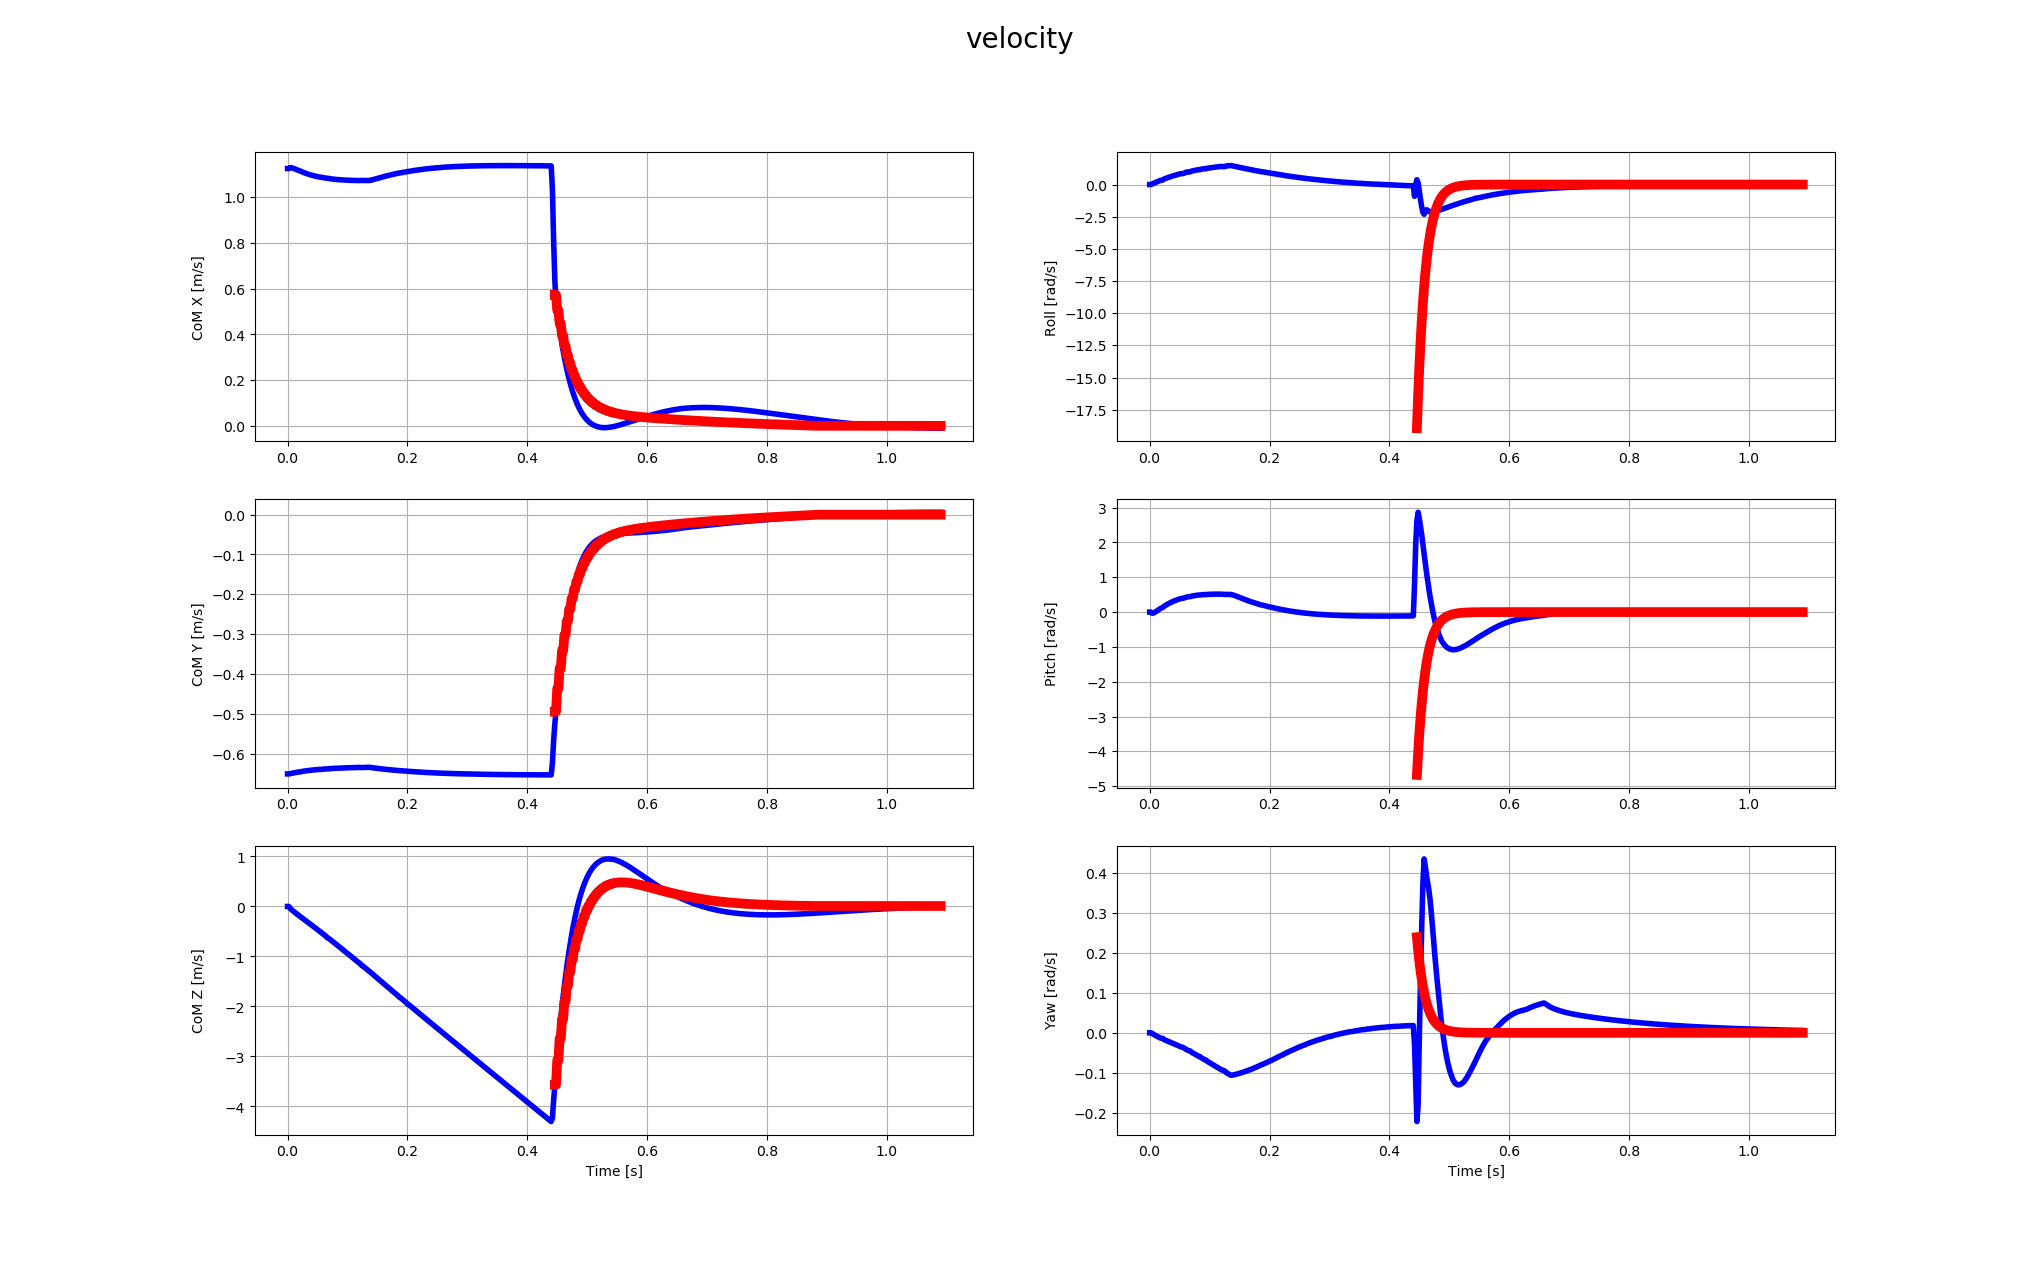 velocity
CoM X [m/s]
1.0
0.8
0.6
0.4
0.2
0.0
0.0 0.2 0.4 0.6 0.8 1.0
Roll [rad/s]
0.0
−2.5
−5.0
−7.5
−10.0
−12.5
−15.0
−17.5
0.0 0.2 0.4 0.6 0.8 1.0
CoM Y [m/s]
0.0
−0.1
−0.2
−0.3
−0.4
−0.5
−0.6
0.0 0.2 0.4 0.6 0.8 1.0
Pitch [rad/s]
3
2
1
0
−1
−2
−3
−4
−5
0.0 0.2 0.4 0.6 0.8 1.0
CoM Z [m/s]
1
0
−1
−2
−3
−4
0.0 0.2 0.4 0.6 0.8 1.0
Time [s]
Yaw [rad/s]
0.4
0.3
0.2
0.1
0.0
−0.1
−0.2
0.0 0.2 0.4 0.6 0.8 1.0
Time [s]